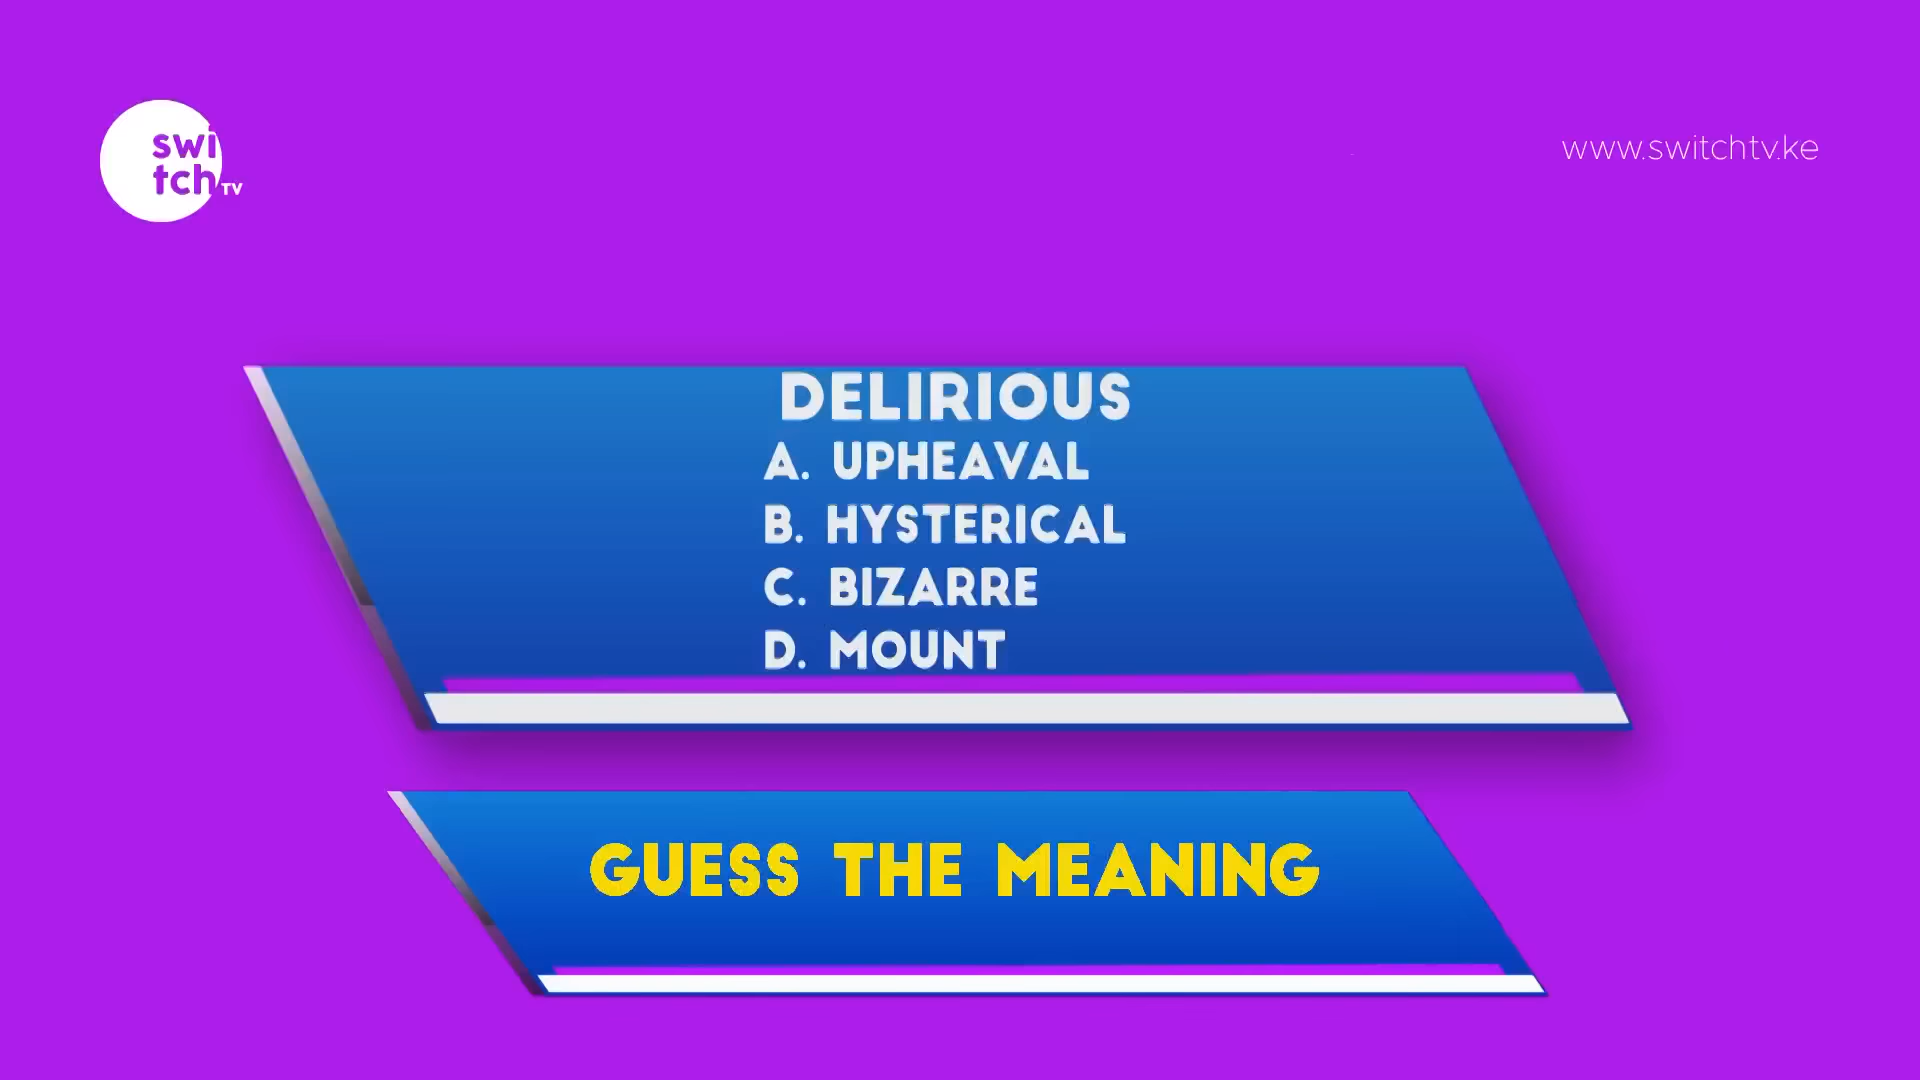 swi
tch TV
www.switchtv.ke
DELIRIOUS
A. UPHEAVAL
B. HYSTERICAL
C. BIZARRE
D. MOUNT
GUESS THE MEANING